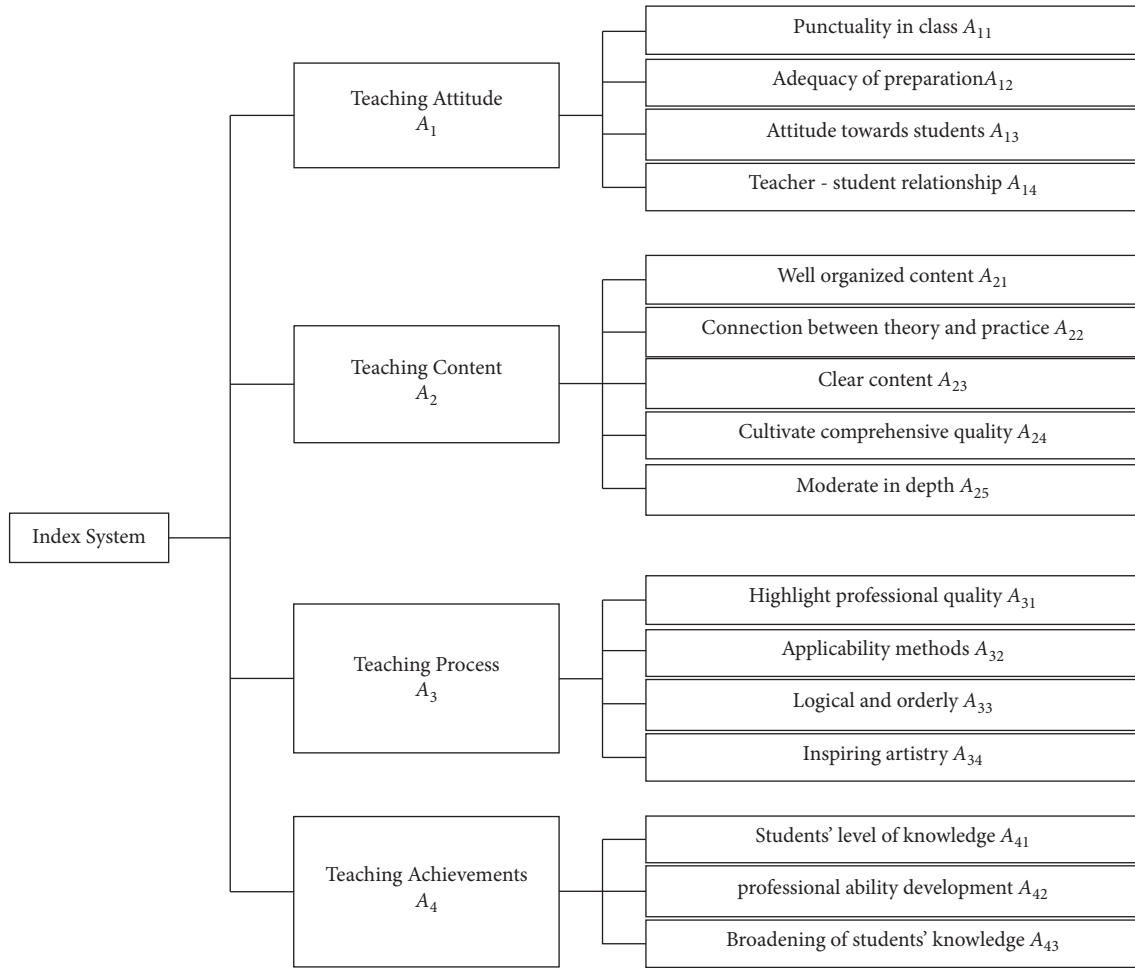 Index System
Teaching Attitude
A₁
Punctuality in class A₁₁
Adequacy of preparationA₁₂
Attitude towards students A₁₃
Teacher - student relationship A₁₄
Teaching Content
A₂
Well organized content A₂₁
Connection between theory and practice A₂₂
Clear content A₂₃
Cultivate comprehensive quality A₂₄
Moderate in depth A₂₅
Teaching Process
A₃
Highlight professional quality A₃₁
Applicability methods A₃₂
Logical and orderly A₃₃
Inspiring artistry A₃₄
Teaching Achievements
A₄
Students’ level of knowledge A₄₁
professional ability development A₄₂
Broadening of students’ knowledge A₄₃